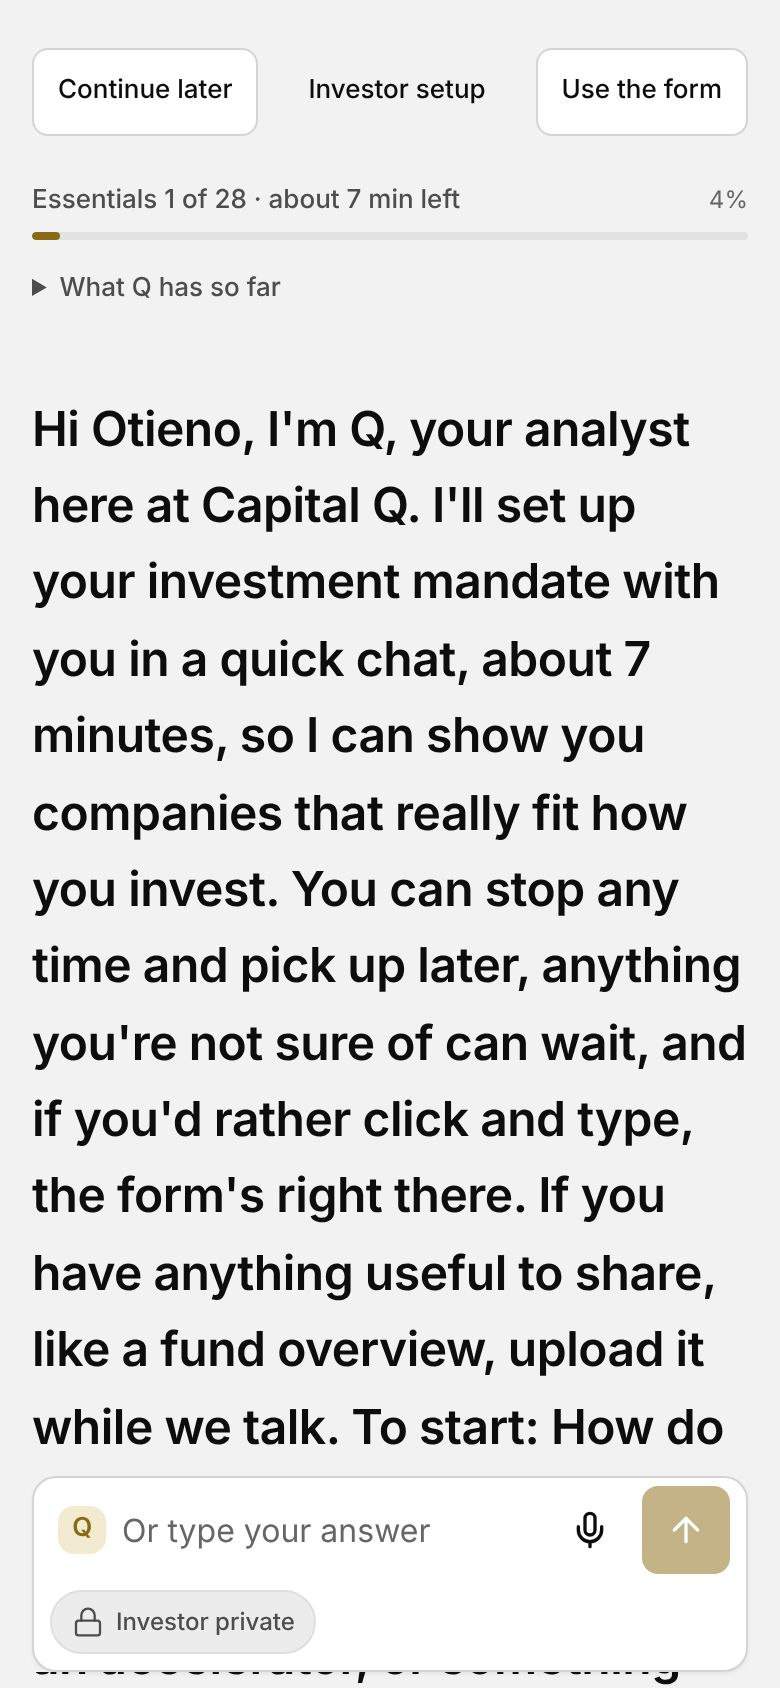 Continue later
Investor setup
Use the form
Essentials 1 of 28 · about 7 min left
4%
What Q has so far
Hi Otieno, I'm Q, your analyst
here at Capital Q. I'll set up
your investment mandate with
you in a quick chat, about 7
minutes, so I can show you
companies that really fit how
you invest. You can stop any
time and pick up later, anything
you're not sure of can wait, and
if you'd rather click and type,
the form's right there. If you
have anything useful to share,
like a fund overview, upload it
while we talk. To start: How do
Q
Or type your answer
Investor private
an accelerator, or something